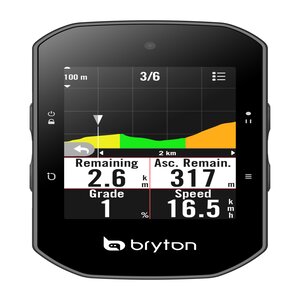 100 m
3/6
2 km
Remaining Asc. Remain.
2.6 km 317 m
Grade Speed
1 % 16.5 km/h
bryton